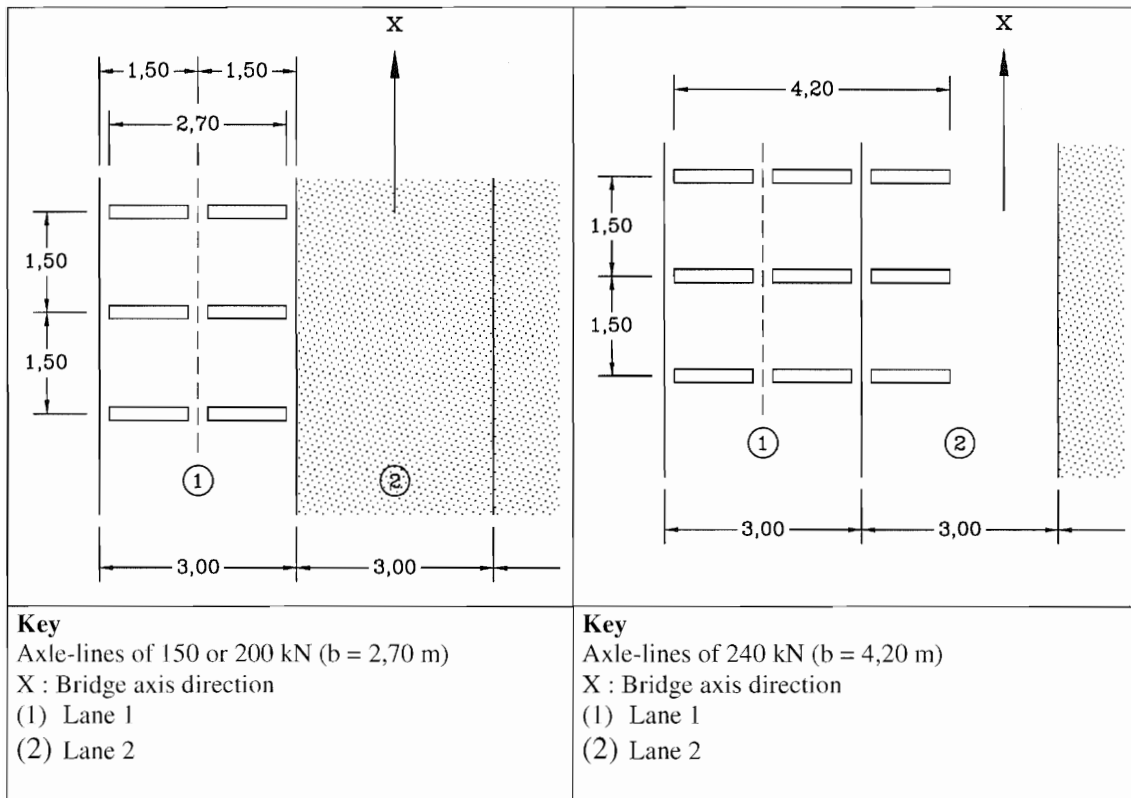 X
1,50 1,50
2,70
1,50
1,50
1
2
3,00 3,00
Key
Axle-lines of 150 or 200 kN (b = 2,70 m)
X : Bridge axis direction
(1) Lane 1
(2) Lane 2
X
4,20
1,50
1,50
1
2
3,00 3,00
Key
Axle-lines of 240 kN (b = 4,20 m)
X : Bridge axis direction
(1) Lane 1
(2) Lane 2